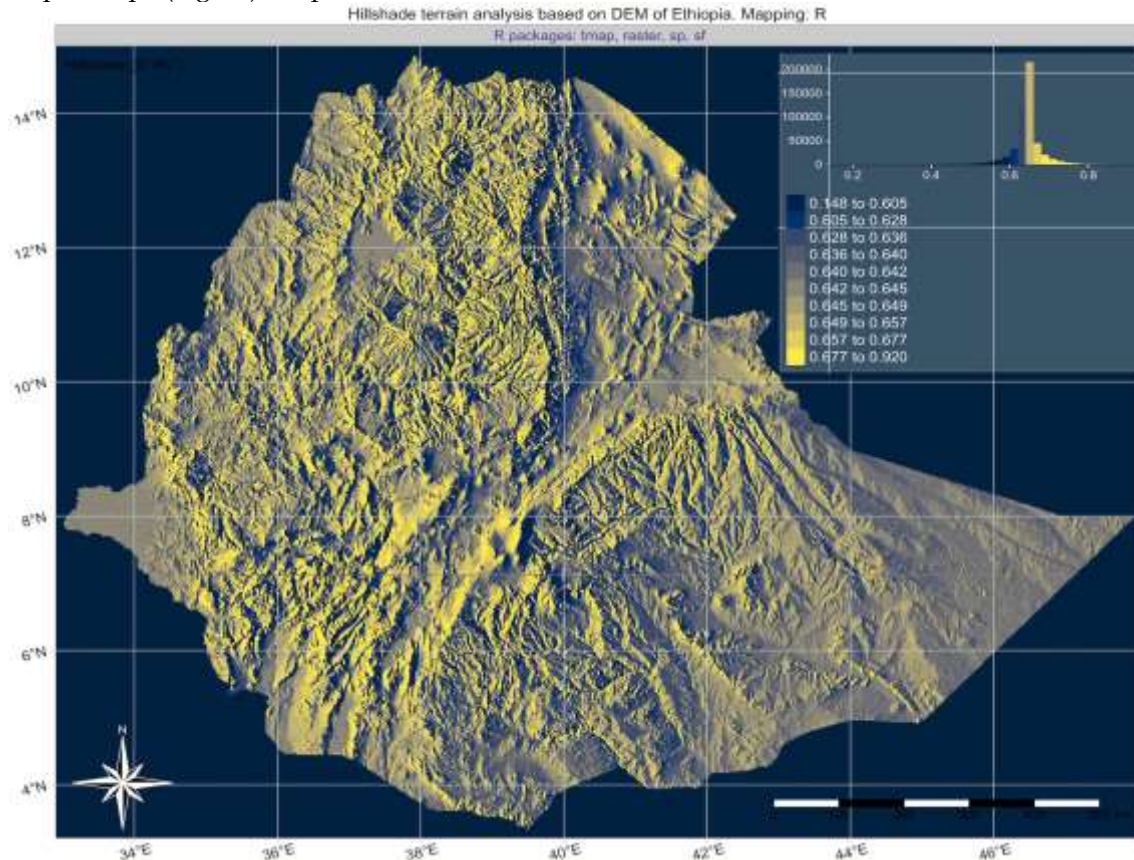 Hillshade terrain analysis based on DEM of Ethiopia. Mapping: R
R packages: tmap, raster, sp, sf
200000
150000
100000
50000
0
0.2 0.4 0.6 0.8
0.148 to 0.605
0.605 to 0.628
0.628 to 0.636
0.636 to 0.640
0.640 to 0.642
0.642 to 0.645
0.645 to 0.649
0.649 to 0.657
0.657 to 0.677
0.677 to 0.920
14°N
12°N
10°N
8°N
6°N
4°N
N
34°E 36°E 38°E 40°E 42°E 44°E 46°E